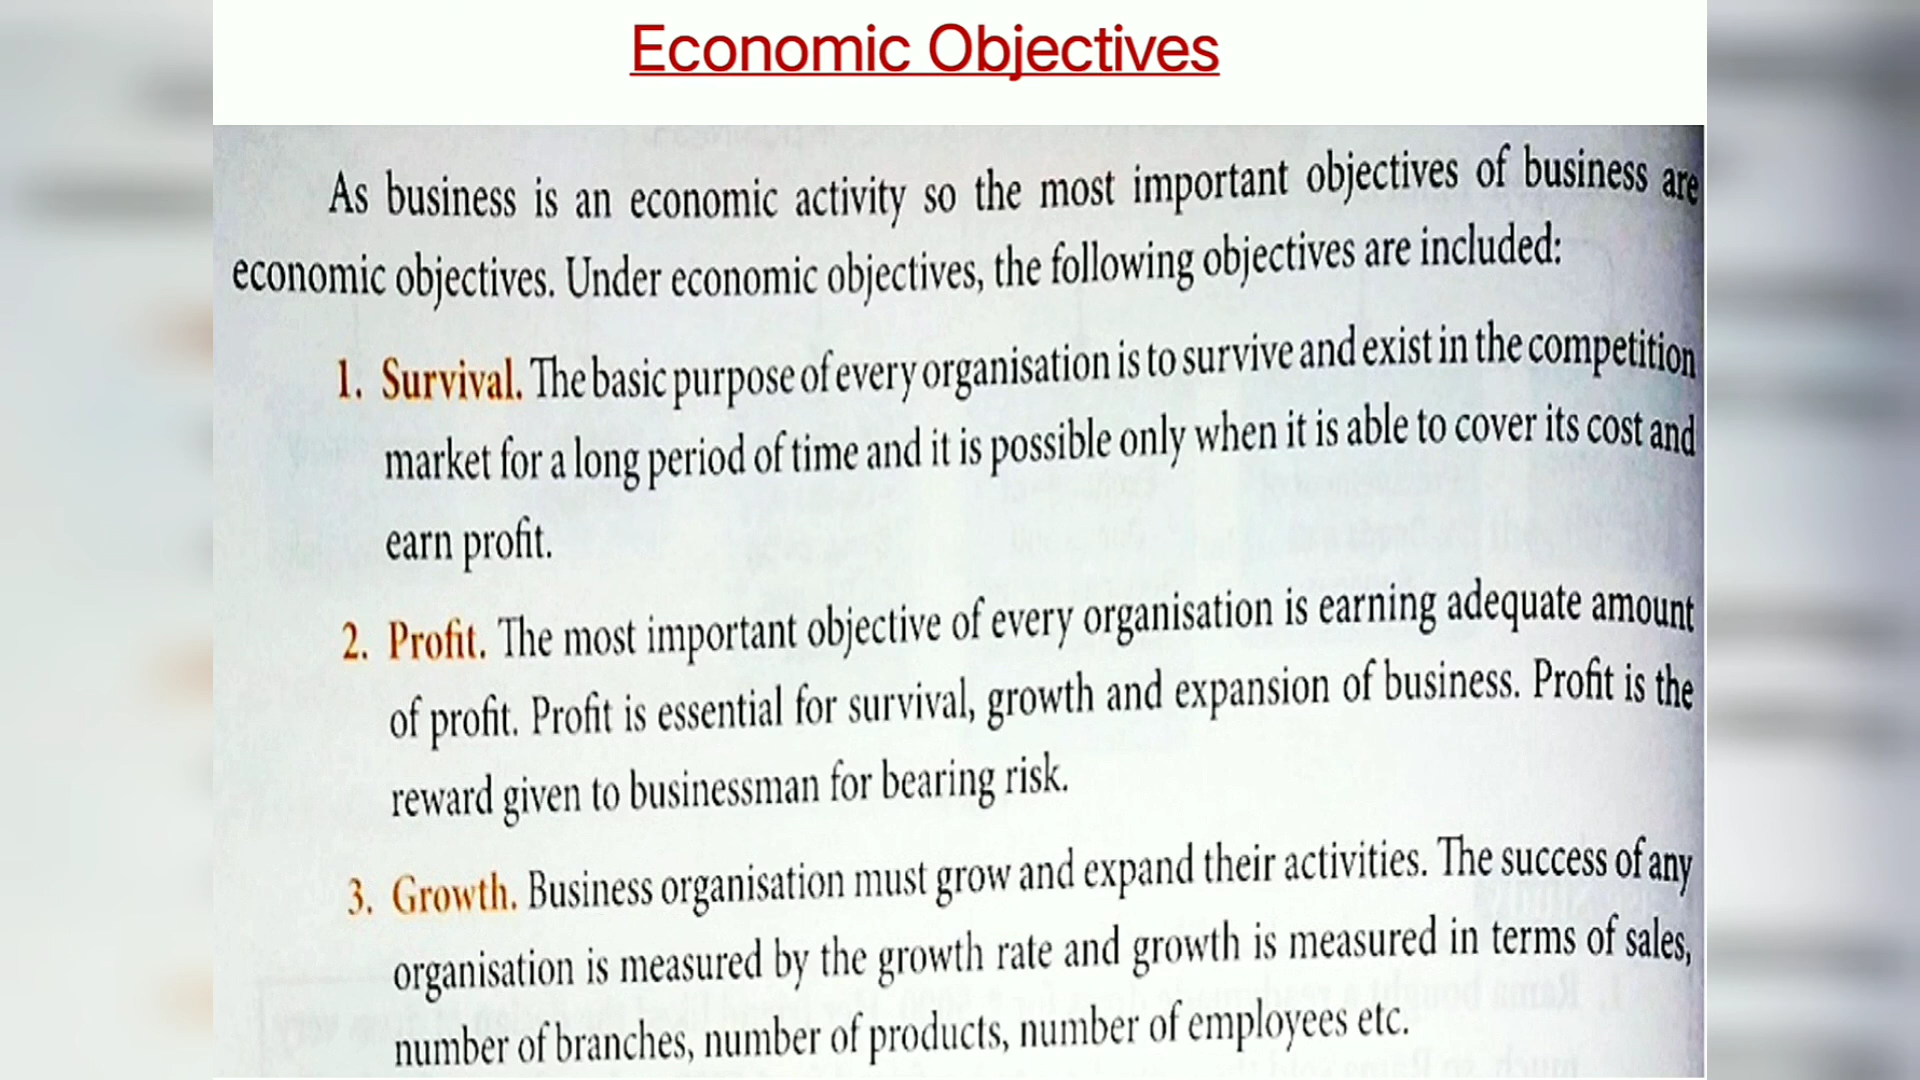 Economic Objectives
As business is an economic activity so the most important objectives of business are
economic objectives. Under economic objectives, the following objectives are included:
1. Survival. The basic purpose of every organisation is to survive and exist in the competition
market for a long period of time and it is possible only when it is able to cover its cost and
earn profit.
2. Profit. The most important objective of every organisation is earning adequate amount
of profit. Profit is essential for survival, growth and expansion of business. Profit is the
reward given to businessman for bearing risk.
3. Growth. Business organisation must grow and expand their activities. The success of any
organisation is measured by the growth rate and growth is measured in terms of sales,
number of branches, number of products, number of employees etc.